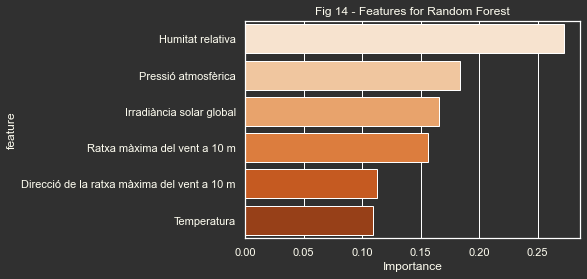 Fig 14 - Features for Random Forest
feature
Humitat relativa
Pressió atmosfèrica
Irradiància solar global
Ratxa màxima del vent a 10 m
Direcció de la ratxa màxima del vent a 10 m
Temperatura
0.00 0.05 0.10 0.15 0.20 0.25
Importance